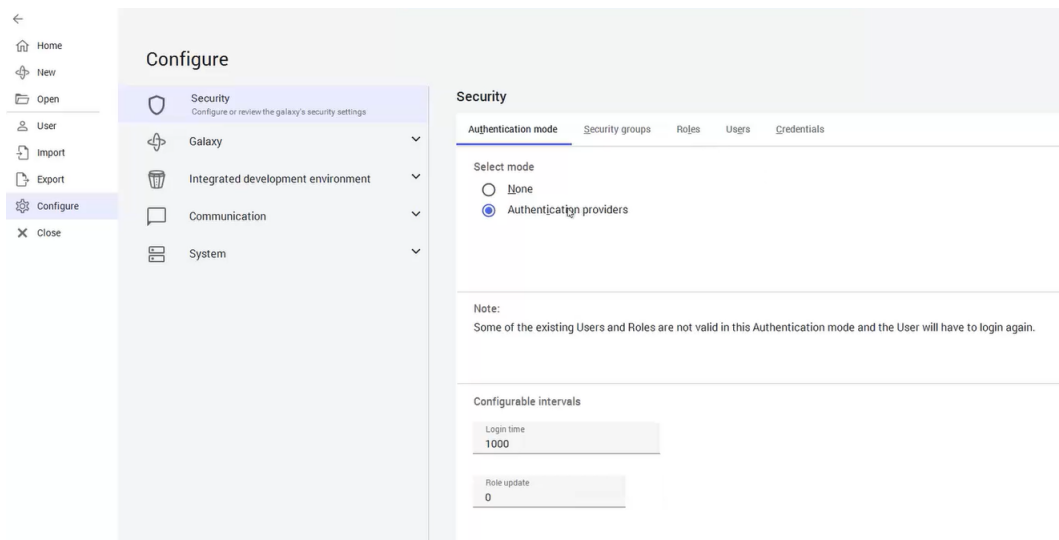 Home
New
Open
User
Import
Export
Configure
Close
Configure
Security
Configure or review the galaxy's security settings
Galaxy
Integrated development environment
Communication
System
Security
Authentication mode Security groups Roles Users Credentials
Select mode
None
Authentication providers
Note:
Some of the existing Users and Roles are not valid in this Authentication mode and the User will have to login again.
Configurable intervals
Login time
1000
Role update
0